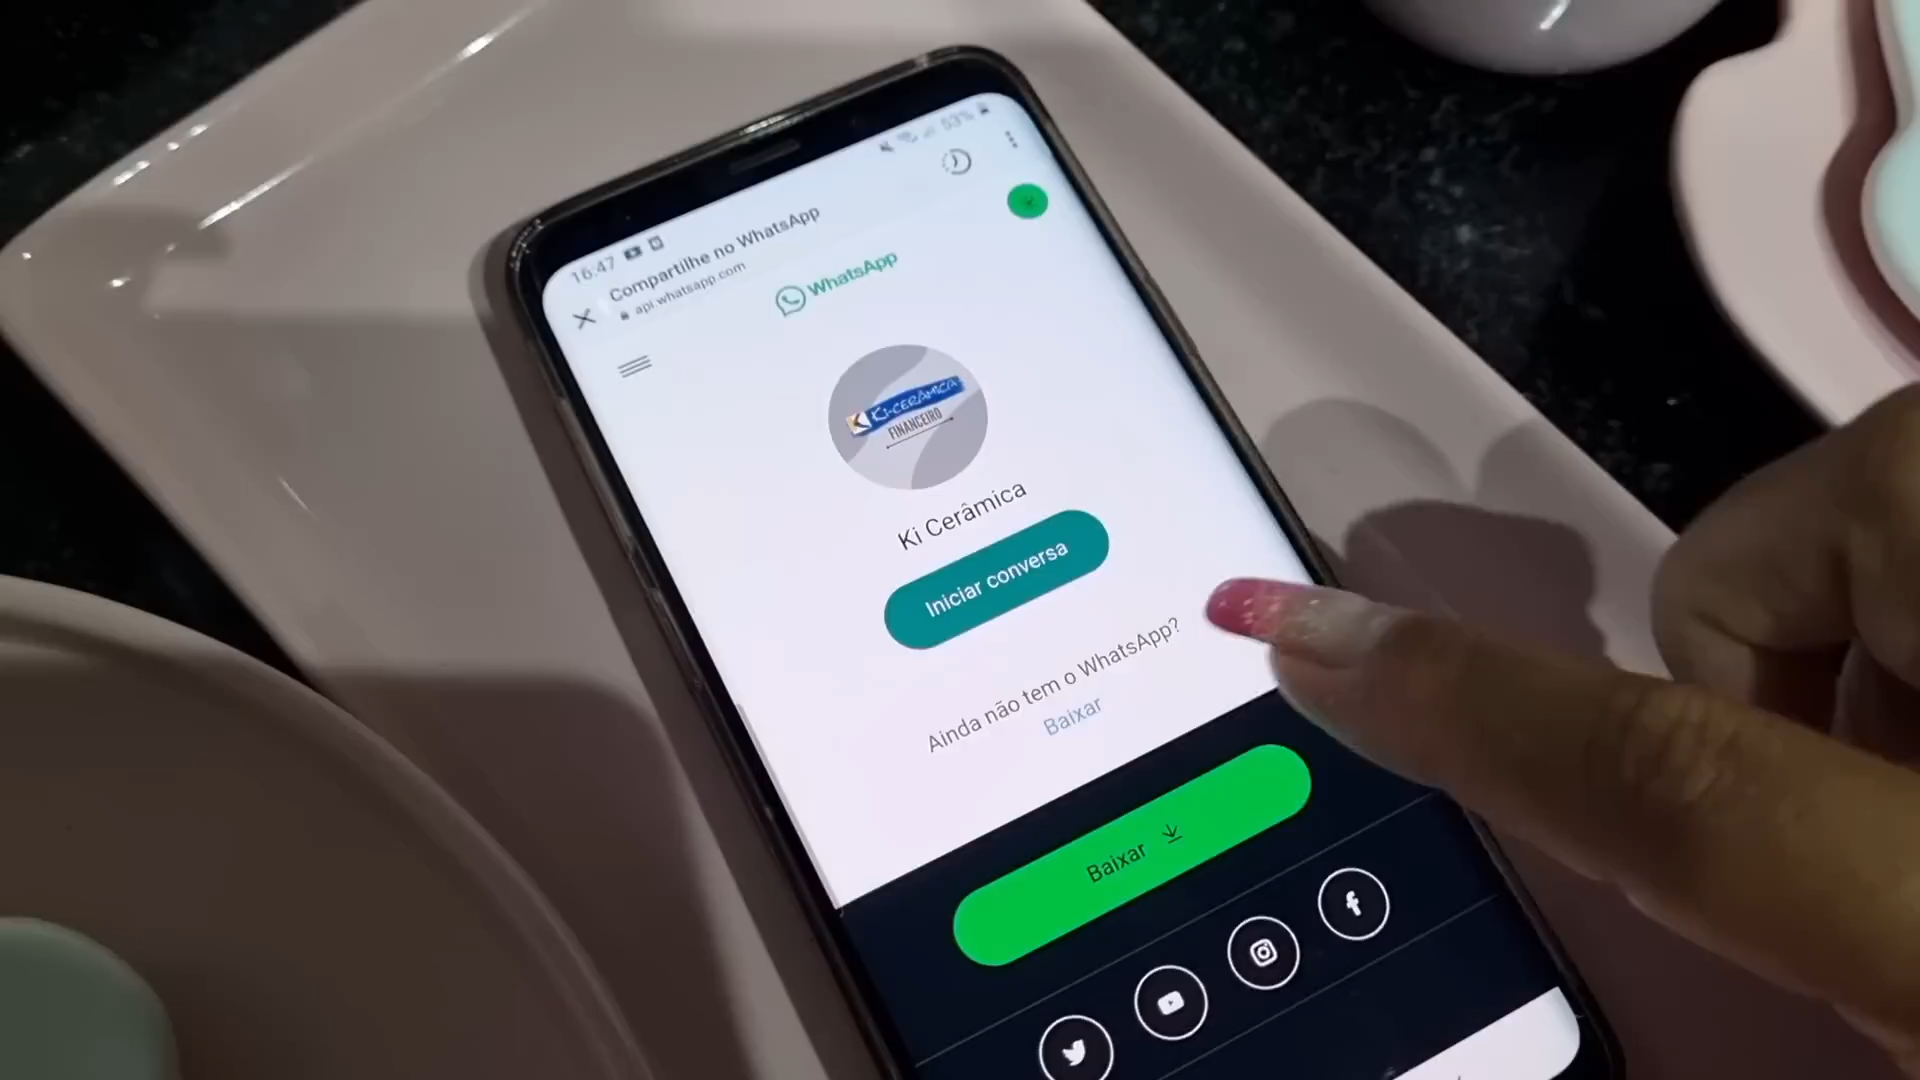 16:47
53%
Compartilhe no WhatsApp
api.whatsapp.com
WhatsApp
KI-CERÂMICA
FINANCEIRO
Ki Cerâmica
Iniciar conversa
Ainda não tem o WhatsApp?
Baixar
Baixar